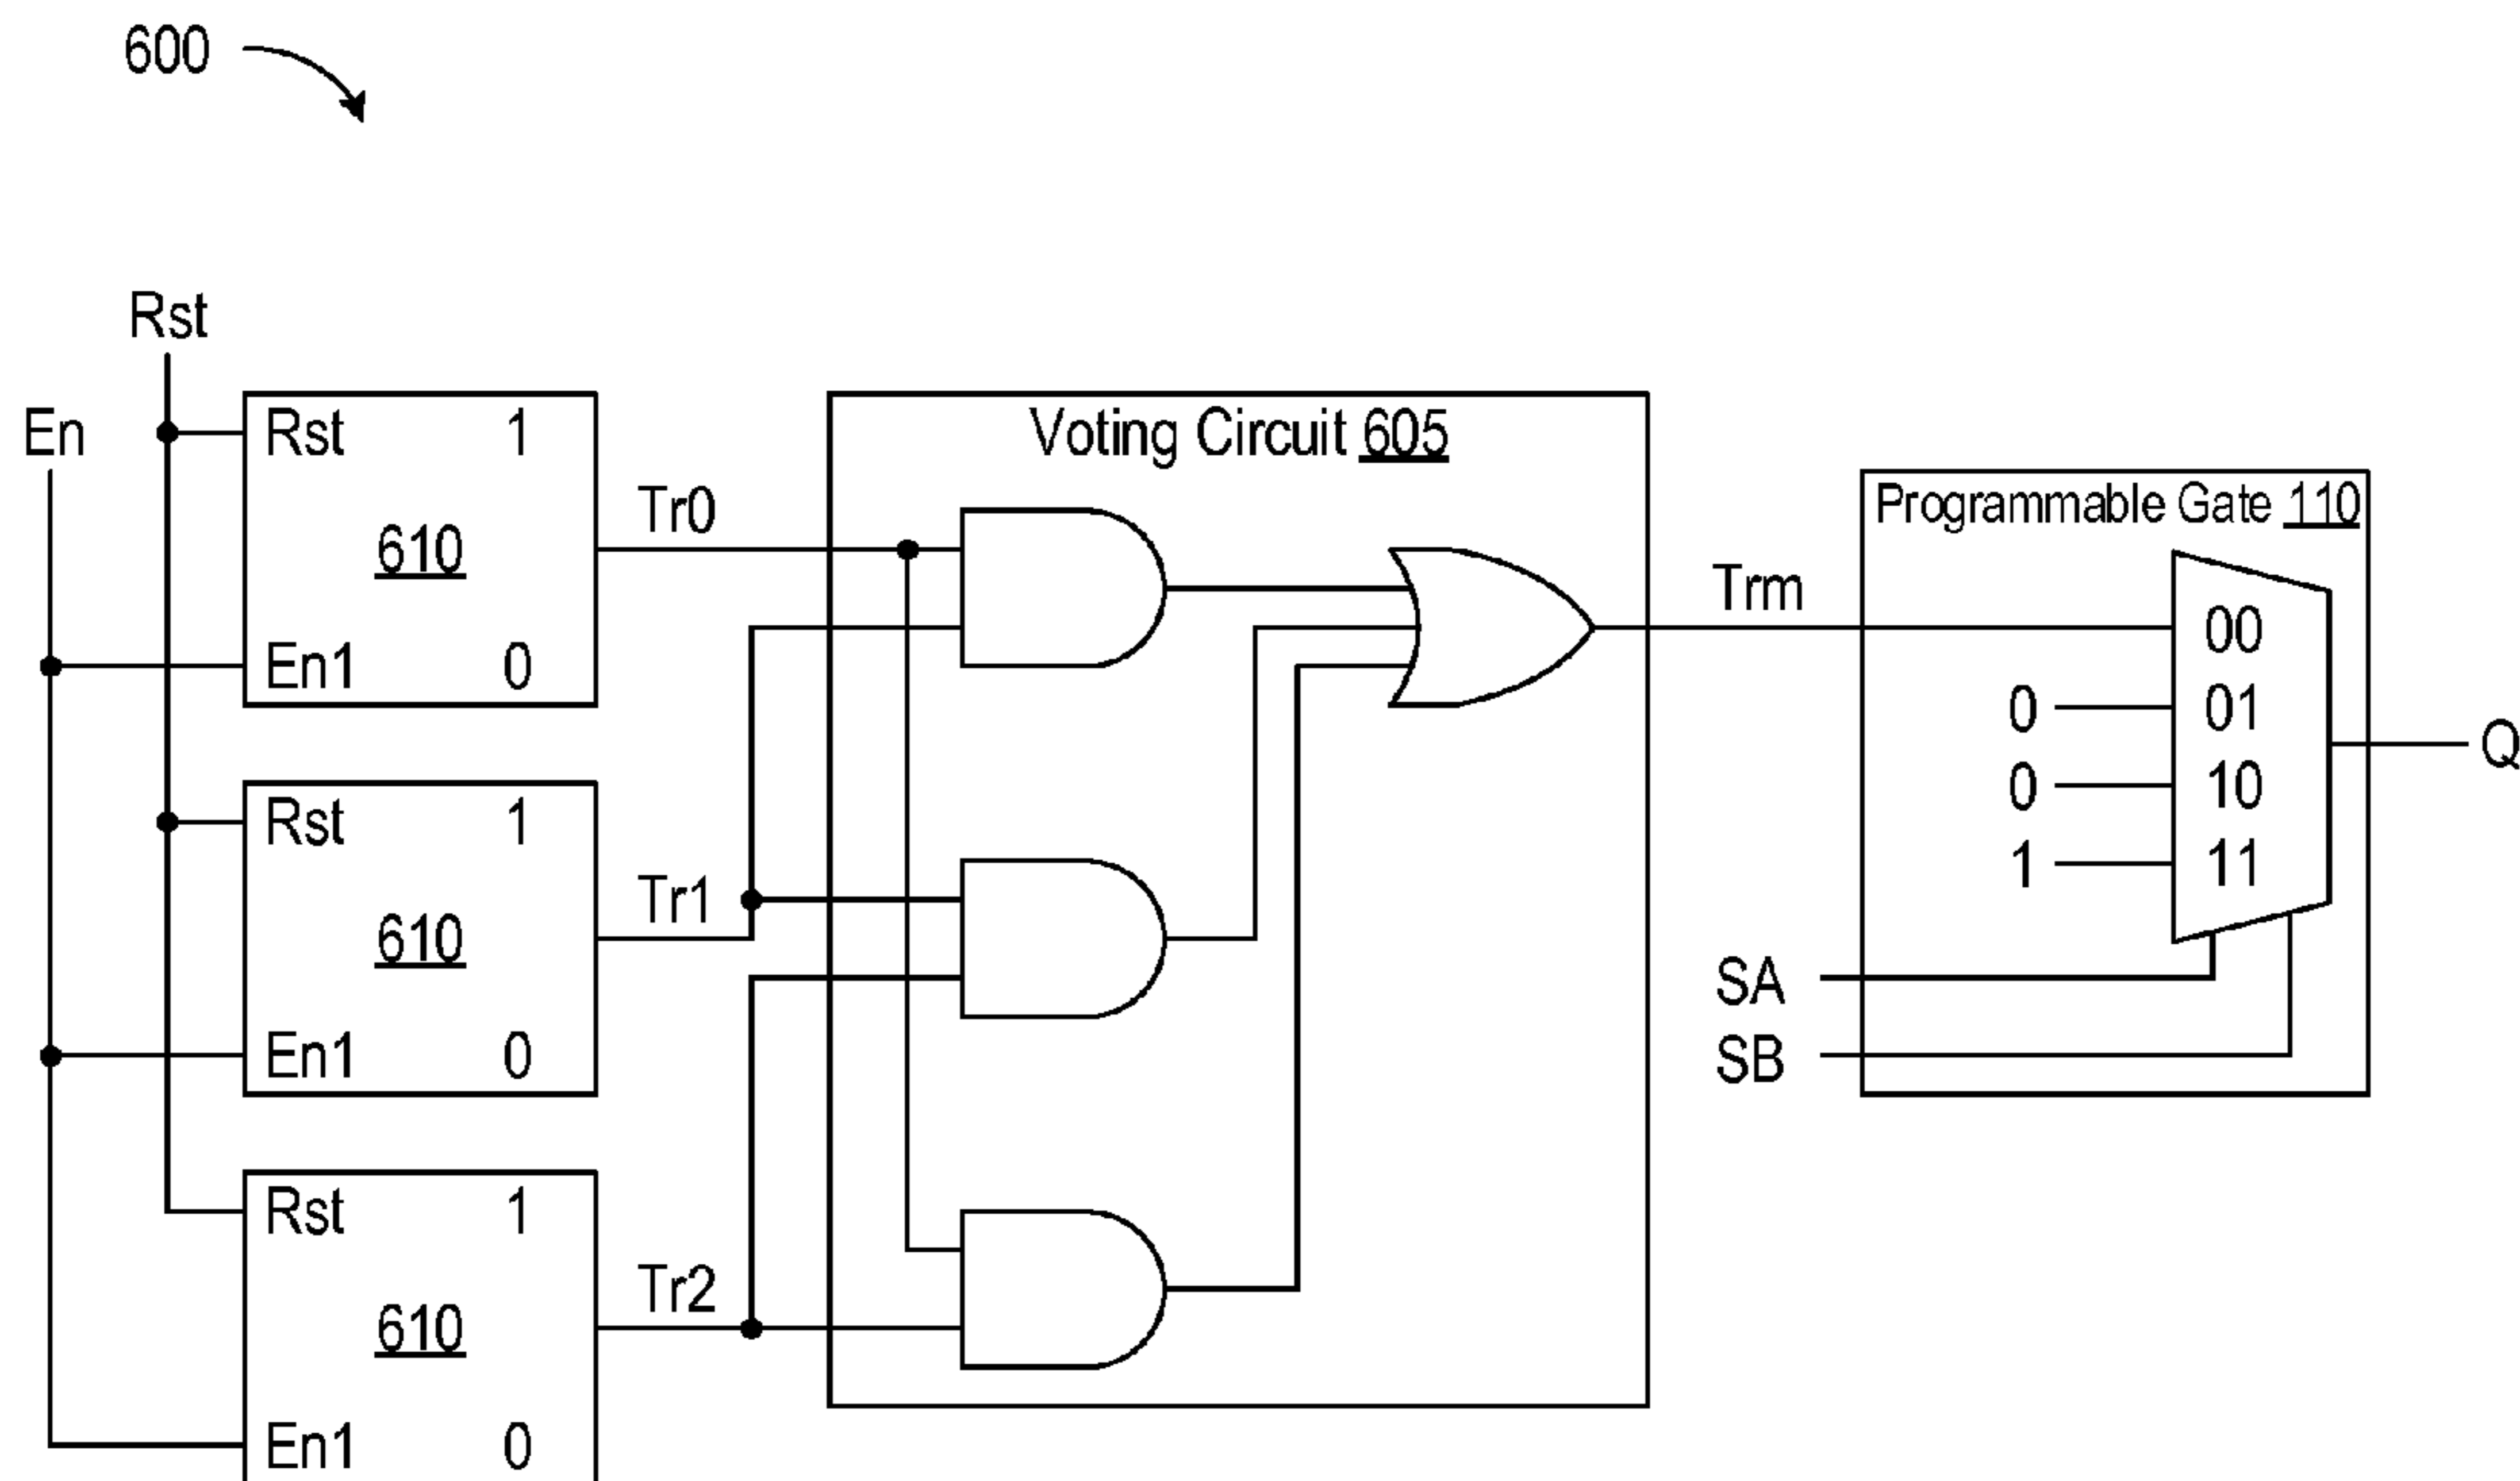 600
Rst
En
Rst 1
610
En1 0
Tr0
Rst 1
610
En1 0
Tr1
Rst 1
610
En1 0
Tr2
Voting Circuit 605
Trm
Programmable Gate 110
00
0 01
0 10
1 11
SA
SB
Q